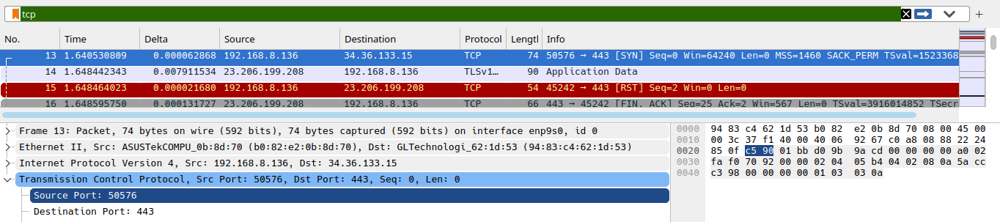 tcp
No. Time Delta Source Destination Protocol Lengtl Info
13 1.640530809 0.000062868 192.168.8.136 34.36.133.15 TCP 74 50576 → 443 [SYN] Seq=0 Win=64240 Len=0 MSS=1460 SACK_PERM TSval=1523368
14 1.648442343 0.007911534 23.206.199.208 192.168.8.136 TLSv1… 90 Application Data
15 1.648464023 0.000021680 192.168.8.136 23.206.199.208 TCP 54 45242 → 443 [RST] Seq=2 Win=0 Len=0
16 1.648595750 0.000131727 23.206.199.208 192.168.8.136 TCP 66 443 → 45242 [FIN, ACK] Seq=25 Ack=2 Win=567 Len=0 TSval=3916014852 TSecr
Frame 13: Packet, 74 bytes on wire (592 bits), 74 bytes captured (592 bits) on interface enp9s0, id 0
Ethernet II, Src: ASUSTekCOMPU_0b:8d:70 (b0:82:e2:0b:8d:70), Dst: GLTechnologi_62:1d:53 (94:83:c4:62:1d:53)
Internet Protocol Version 4, Src: 192.168.8.136, Dst: 34.36.133.15
Transmission Control Protocol, Src Port: 50576, Dst Port: 443, Seq: 0, Len: 0
Source Port: 50576
Destination Port: 443
0000 94 83 c4 62 1d 53 b0 82 e2 0b 8d 70 08 00 45 00
0010 00 3c 37 f1 40 00 40 06 92 67 c0 a8 08 88 22 24
0020 85 0f c5 90 01 bb d0 9b 9a cd 00 00 00 00 a0 02
0030 fa f0 70 92 00 00 02 04 05 b4 04 02 08 0a 5a cc
0040 c3 98 00 00 00 00 01 03 03 0a